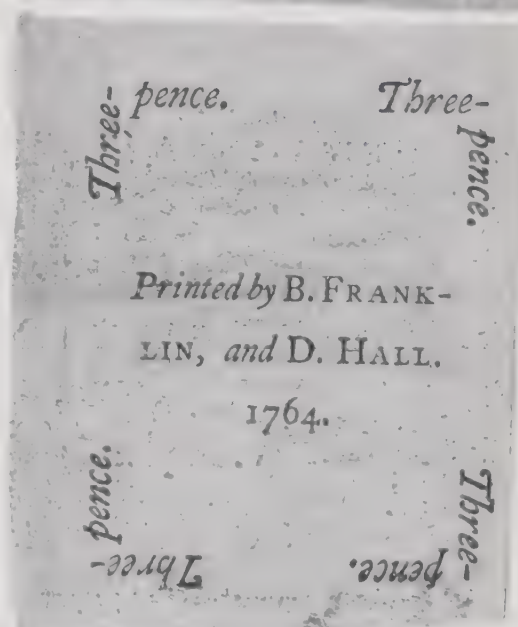 Three-
pence.
Three-
pence.
Printed by B. FRANK-
LIN, and D. HALL.
1764.
Three-
pence.
Three-
pence.